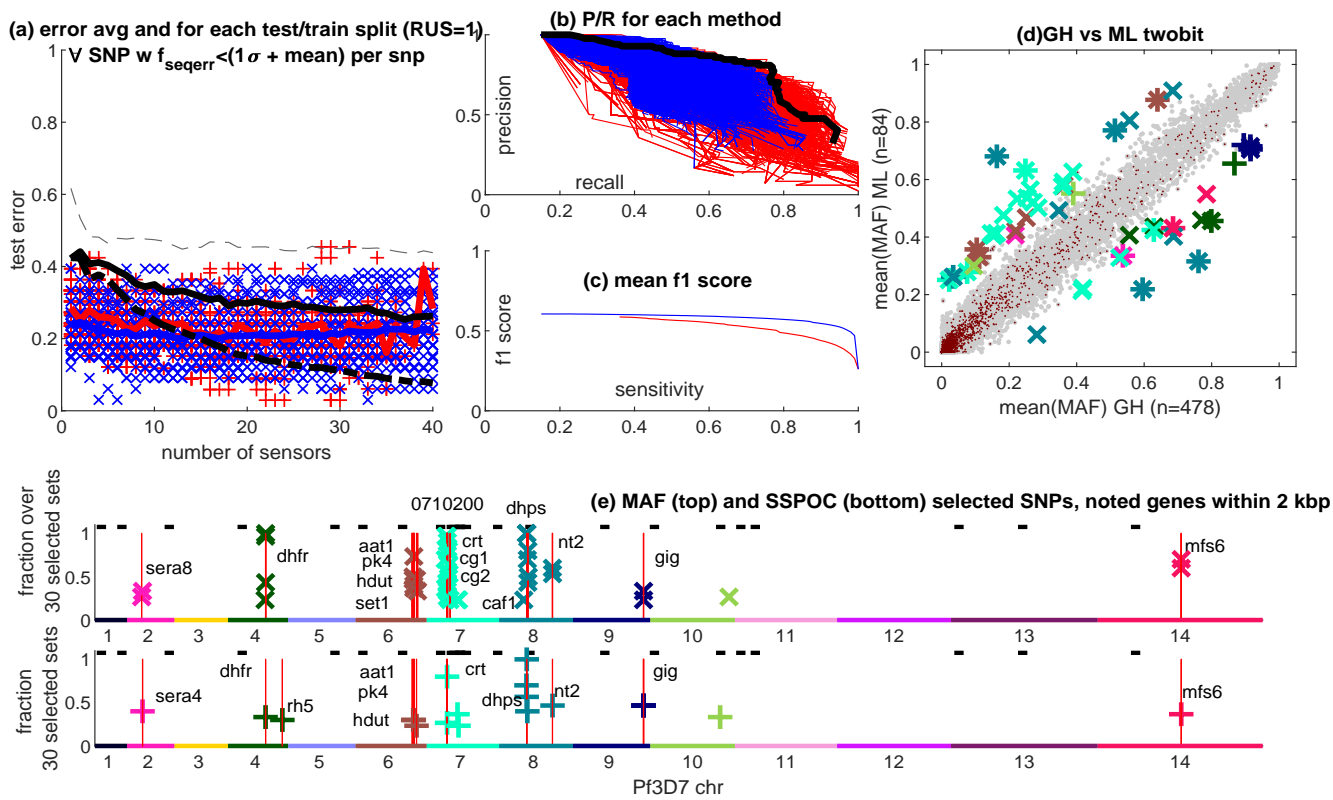 (a) error avg and for each test/train split (RUS=1)
∀ SNP w f_seqerr<(1σ + mean) per snp
1
0.8
0.6
0.4
0.2
0
test error
0 10 20 30 40
number of sensors
(b) P/R for each method
1
0.5
0
precision
recall
0 0.2 0.4 0.6 0.8 1
(c) mean f1 score
1
0.5
0
f1 score
sensitivity
0 0.2 0.4 0.6 0.8 1
(d)GH vs ML twobit
1
0.8
0.6
0.4
0.2
0
mean(MAF) ML (n=84)
0 0.2 0.4 0.6 0.8 1
mean(MAF) GH (n=478)
(e) MAF (top) and SSPOC (bottom) selected SNPs, noted genes within 2 kbp
fraction over
30 selected sets
1
0.5
0
sera8
dhfr
aat1
pk4
hdut
set1
0710200
crt
cg1
cg2
dhps
caf1
nt2
gig
mfs6
1 2 3 4 5 6 7 8 9 10 11 12 13 14
fraction
30 selected sets
1
0.5
0
sera4
dhfr
rh5
aat1
pk4
hdut
crt
dhps
nt2
gig
mfs6
1 2 3 4 5 6 7 8 9 10 11 12 13 14
Pf3D7 chr